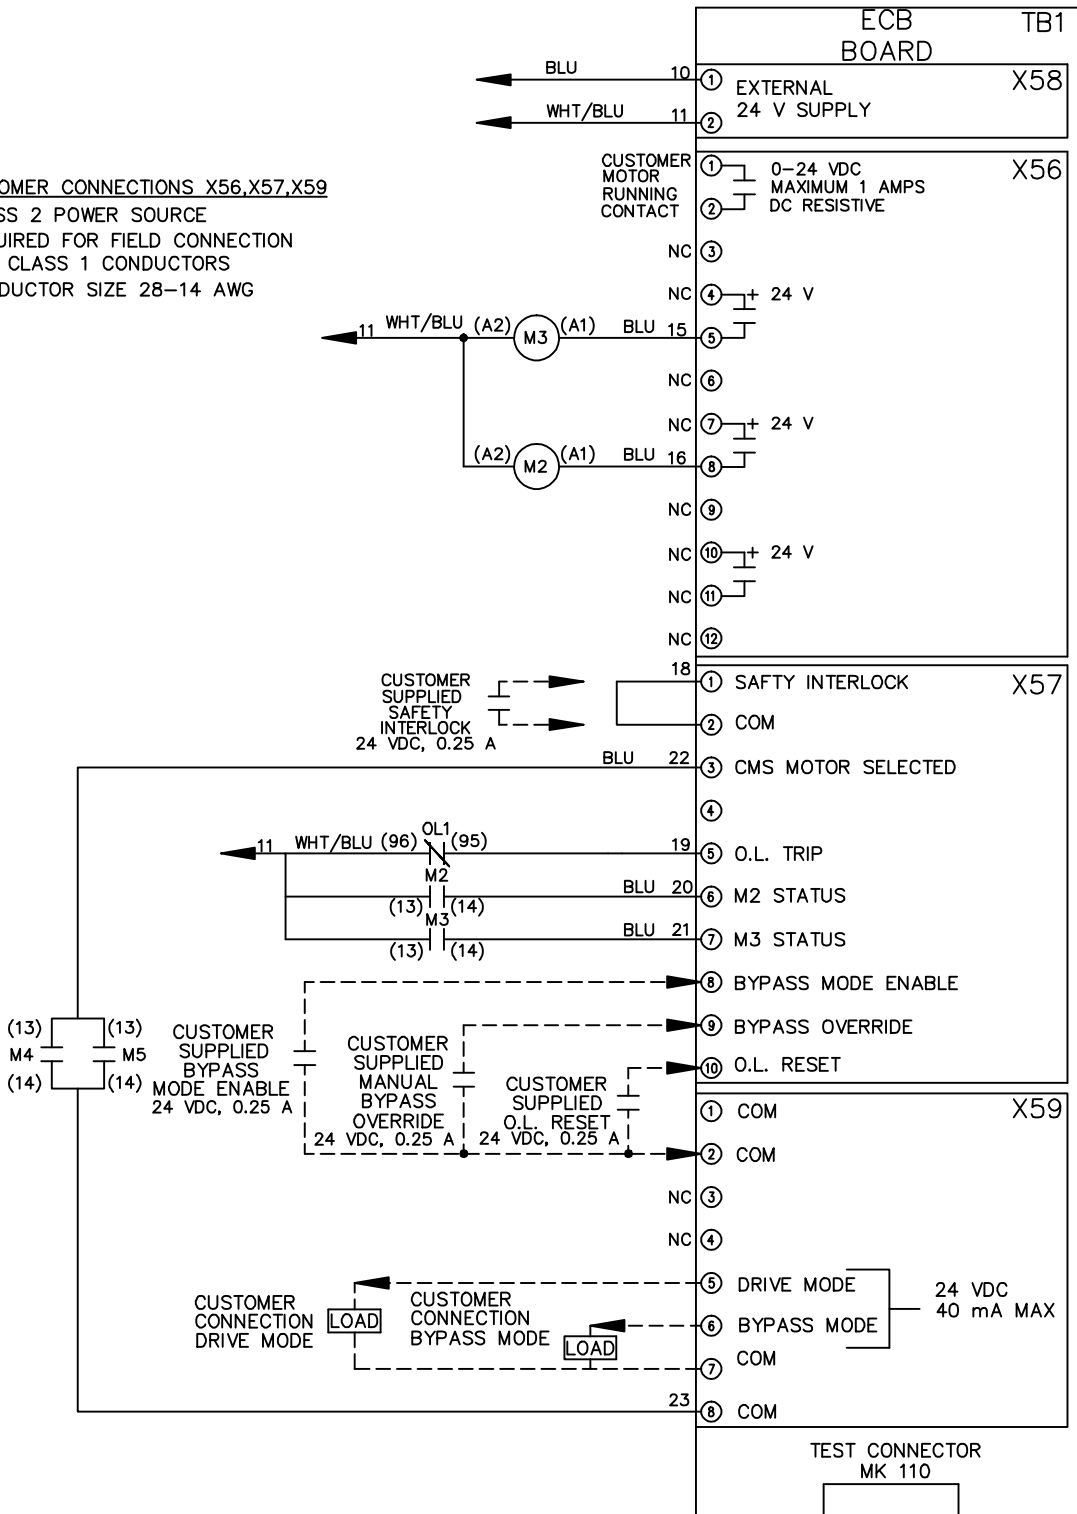 ECB TB1
BOARD
BLU 10 1 EXTERNAL X58
WHT/BLU 11 2 24 V SUPPLY
CUSTOMER
MOTOR
RUNNING
CONTACT
1 0-24 VDC X56
MAXIMUM 1 AMPS
2 DC RESISTIVE
OMER CONNECTIONS X56,X57,X59
SS 2 POWER SOURCE
UIRED FOR FIELD CONNECTION
CLASS 1 CONDUCTORS
DUCTOR SIZE 28-14 AWG
NC 3
NC 4 + 24 V
11 WHT/BLU (A2) M3 (A1) BLU 15 5
NC 6
NC 7 + 24 V
(A2) M2 (A1) BLU 16 8
NC 9
NC 10 + 24 V
NC 11
NC 12
CUSTOMER
SUPPLIED
SAFETY
INTERLOCK
24 VDC, 0.25 A
18 1 SAFTY INTERLOCK X57
2 COM
BLU 22 3 CMS MOTOR SELECTED
4
11 WHT/BLU (96) OL1 (95) 19 5 O.L. TRIP
M2
(13) (14) BLU 20 6 M2 STATUS
M3
(13) (14) BLU 21 7 M3 STATUS
8 BYPASS MODE ENABLE
9 BYPASS OVERRIDE
10 O.L. RESET
(13) (13)
M4 M5
(14) (14)
CUSTOMER
SUPPLIED
BYPASS
MODE ENABLE
24 VDC, 0.25 A
CUSTOMER
SUPPLIED
MANUAL
BYPASS
OVERRIDE
24 VDC, 0.25 A
CUSTOMER
SUPPLIED
O.L. RESET
24 VDC, 0.25 A
1 COM X59
2 COM
NC 3
NC 4
5 DRIVE MODE
6 BYPASS MODE
24 VDC
40 mA MAX
CUSTOMER
CONNECTION
DRIVE MODE
LOAD
CUSTOMER
CONNECTION
BYPASS MODE
LOAD
7 COM
23 8 COM
TEST CONNECTOR
MK 110